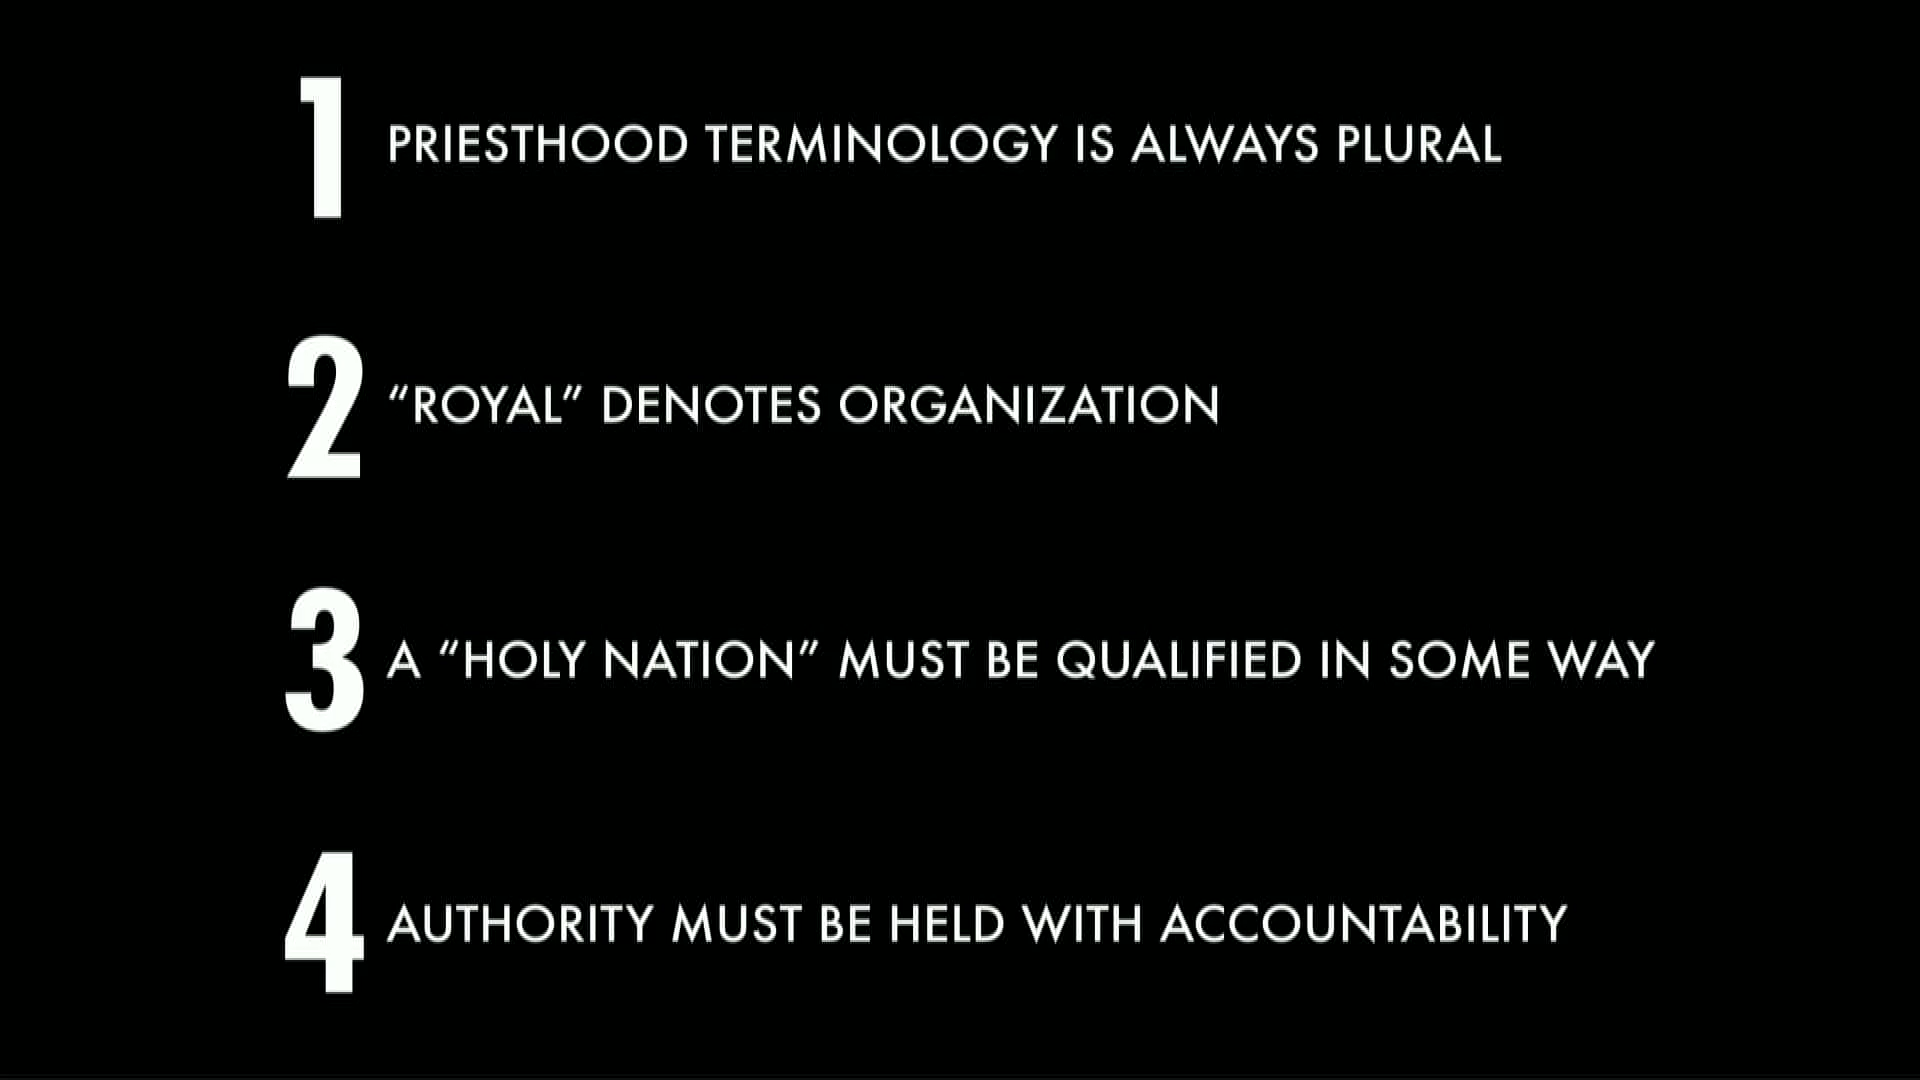 1 PRIESTHOOD TERMINOLOGY IS ALWAYS PLURAL
2 “ROYAL” DENOTES ORGANIZATION
3 A “HOLY NATION” MUST BE QUALIFIED IN SOME WAY
4 AUTHORITY MUST BE HELD WITH ACCOUNTABILITY